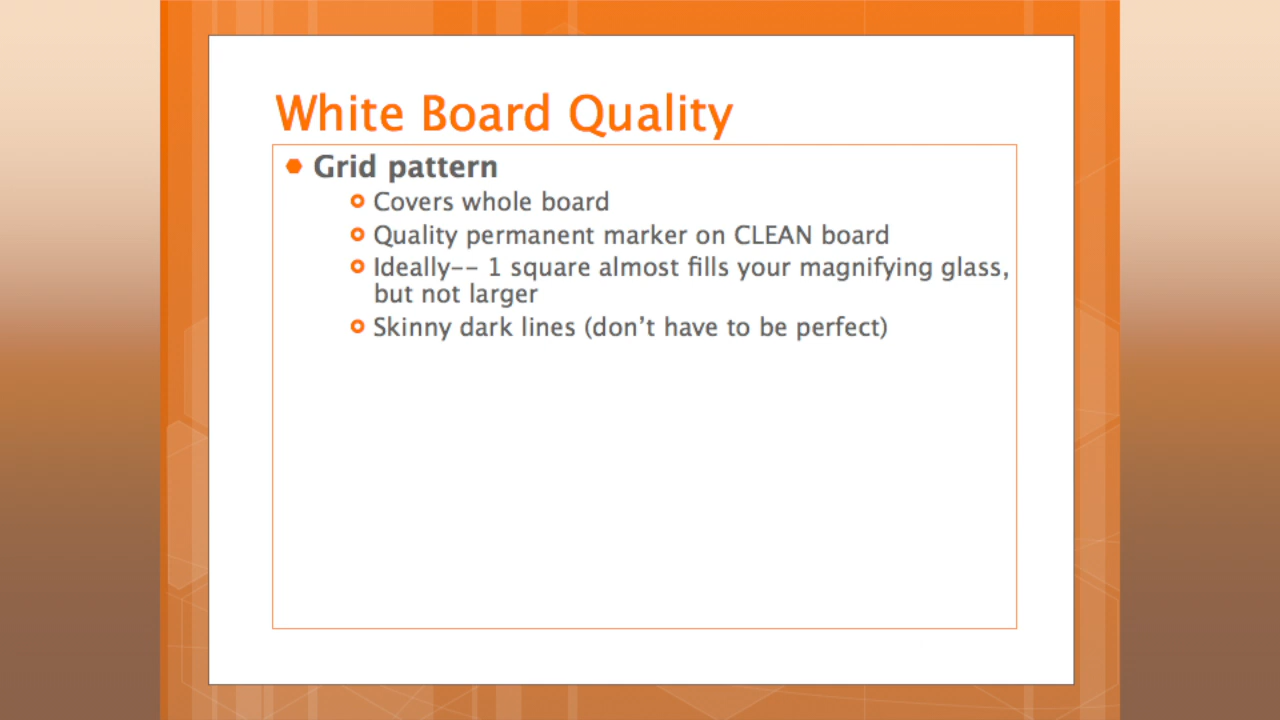 White Board Quality
Grid pattern
Covers whole board
Quality permanent marker on CLEAN board
Ideally-- 1 square almost fills your magnifying glass,
but not larger
Skinny dark lines (don’t have to be perfect)